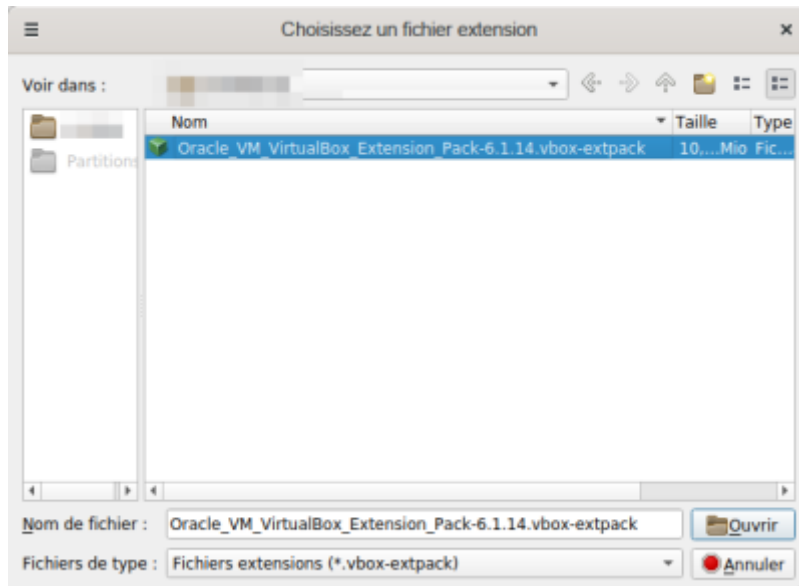 Choisissez un fichier extension
Voir dans :
Nom Taille Type
Partitions
Oracle_VM_VirtualBox_Extension_Pack-6.1.14.vbox-extpack 10,...Mio Fic...
Nom de fichier : Oracle_VM_VirtualBox_Extension_Pack-6.1.14.vbox-extpack Ouvrir
Fichiers de type : Fichiers extensions (*.vbox-extpack) Annuler